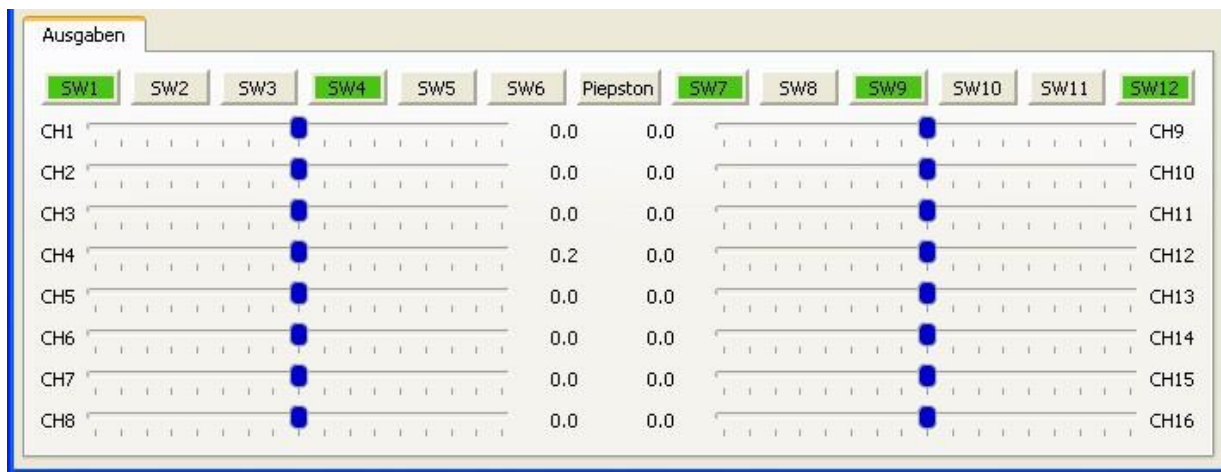 Ausgaben
SW1 SW2 SW3 SW4 SW5 SW6 Piepston SW7 SW8 SW9 SW10 SW11 SW12
CH1 0.0 0.0 CH9
CH2 0.0 0.0 CH10
CH3 0.0 0.0 CH11
CH4 0.2 0.0 CH12
CH5 0.0 0.0 CH13
CH6 0.0 0.0 CH14
CH7 0.0 0.0 CH15
CH8 0.0 0.0 CH16